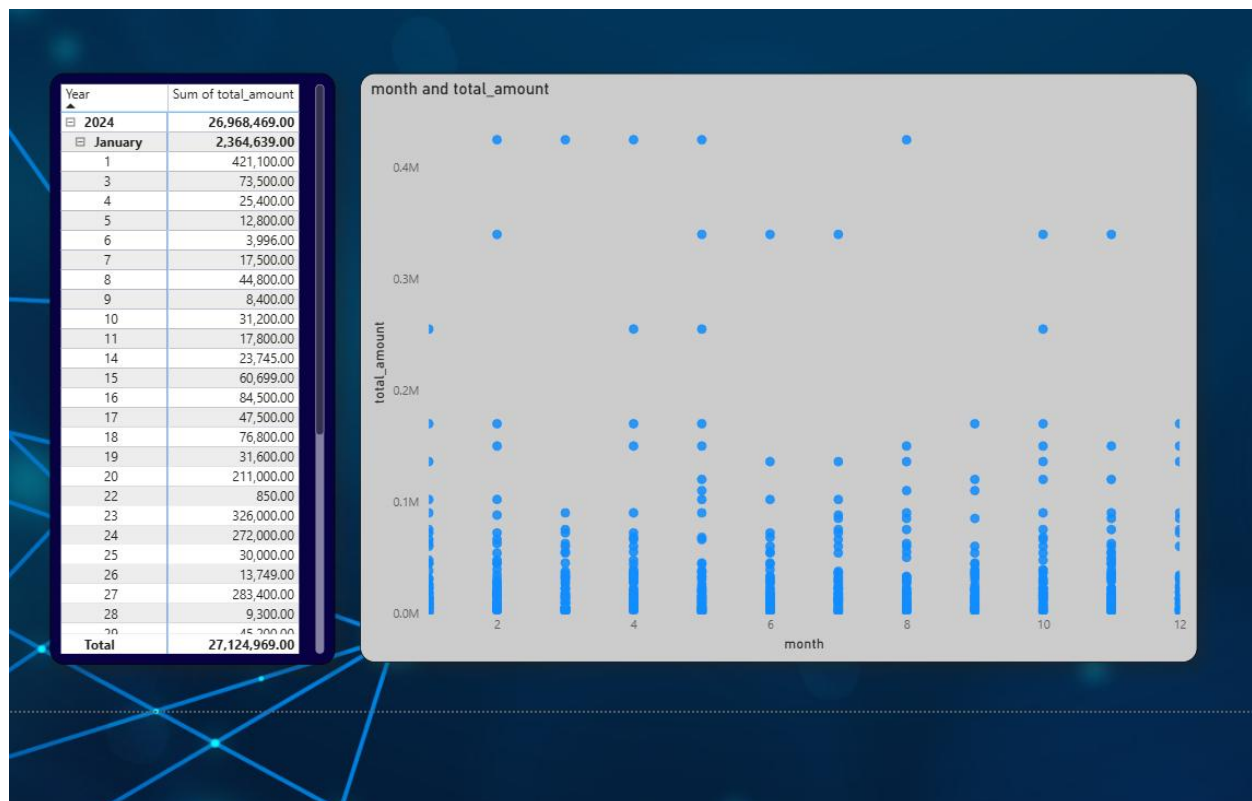 Year Sum of total_amount
2024 26,968,469.00
January 2,364,639.00
1 421,100.00
3 73,500.00
4 25,400.00
5 12,800.00
6 3,996.00
7 17,500.00
8 44,800.00
9 8,400.00
10 31,200.00
11 17,800.00
14 23,745.00
15 60,699.00
16 84,500.00
17 47,500.00
18 76,800.00
19 31,600.00
20 211,000.00
22 850.00
23 326,000.00
24 272,000.00
25 30,000.00
26 13,749.00
27 283,400.00
28 9,300.00
29 45,200.00
Total 27,124,969.00
month and total_amount
total_amount
0.4M
0.3M
0.2M
0.1M
0.0M
2 4 6 8 10 12
month